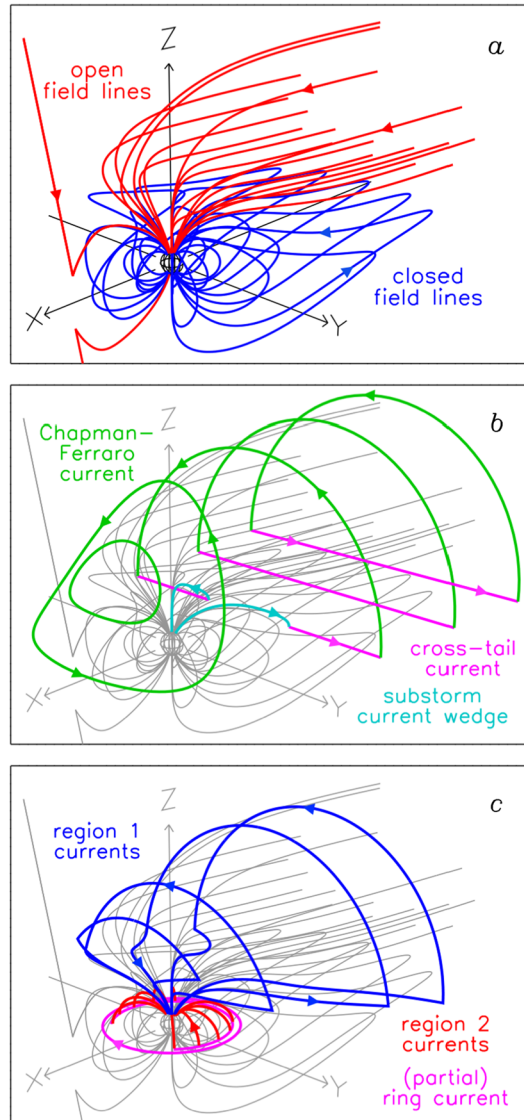 Z
a
open
field lines
closed
field lines
X
Y
b
Chapman–
Ferraro
current
Z
cross–tail
current
X
substorm
current wedge
Y
c
region 1
currents
Z
region 2
currents
X
Y
(partial)
ring current